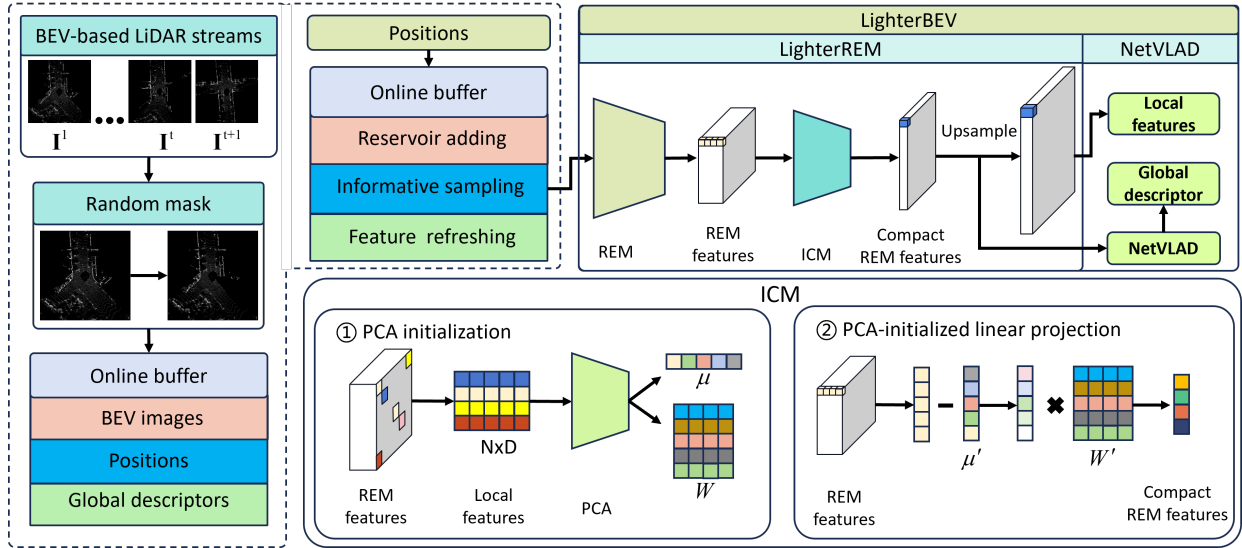 BEV-based LiDAR streams
I¹
I^t
I^t+1
Random mask
Online buffer
BEV images
Positions
Global descriptors
Positions
Online buffer
Reservoir adding
Informative sampling
Feature refreshing
LighterBEV
LighterREM
NetVLAD
REM
REM
features
ICM
Compact
REM features
Upsample
Local
features
Global
descriptor
NetVLAD
ICM
① PCA initialization
REM
features
NxD
Local
features
PCA
μ
W
② PCA-initialized linear projection
REM
features
μ′
W′
Compact
REM features